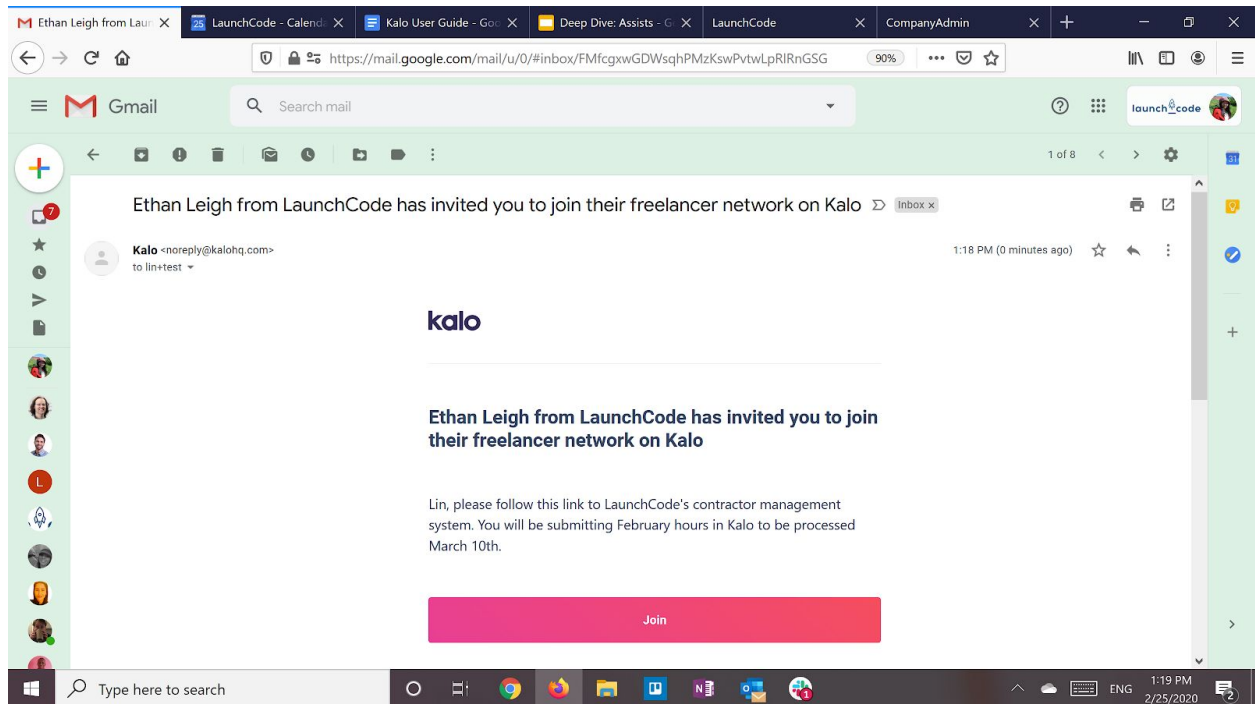 Ethan Leigh from Laun
LaunchCode - Calenda
Kalo User Guide - Goo
Deep Dive: Assists - G
LaunchCode
CompanyAdmin
https://mail.google.com/mail/u/0/#inbox/FMfcgxwGDWsqhPMzKswPvtwLpRlRnGSG
90%
Gmail
Search mail
launchcode
1 of 8
31
7
Ethan Leigh from LaunchCode has invited you to join their freelancer network on Kalo
Inbox x
Kalo <noreply@kalohq.com>
1:18 PM (0 minutes ago)
to lin+test
kalo
Ethan Leigh from LaunchCode has invited you to join
their freelancer network on Kalo
L
Lin, please follow this link to LaunchCode's contractor management
system. You will be submitting February hours in Kalo to be processed
March 10th.
Join
Type here to search
ENG
1:19 PM
2/25/2020
2